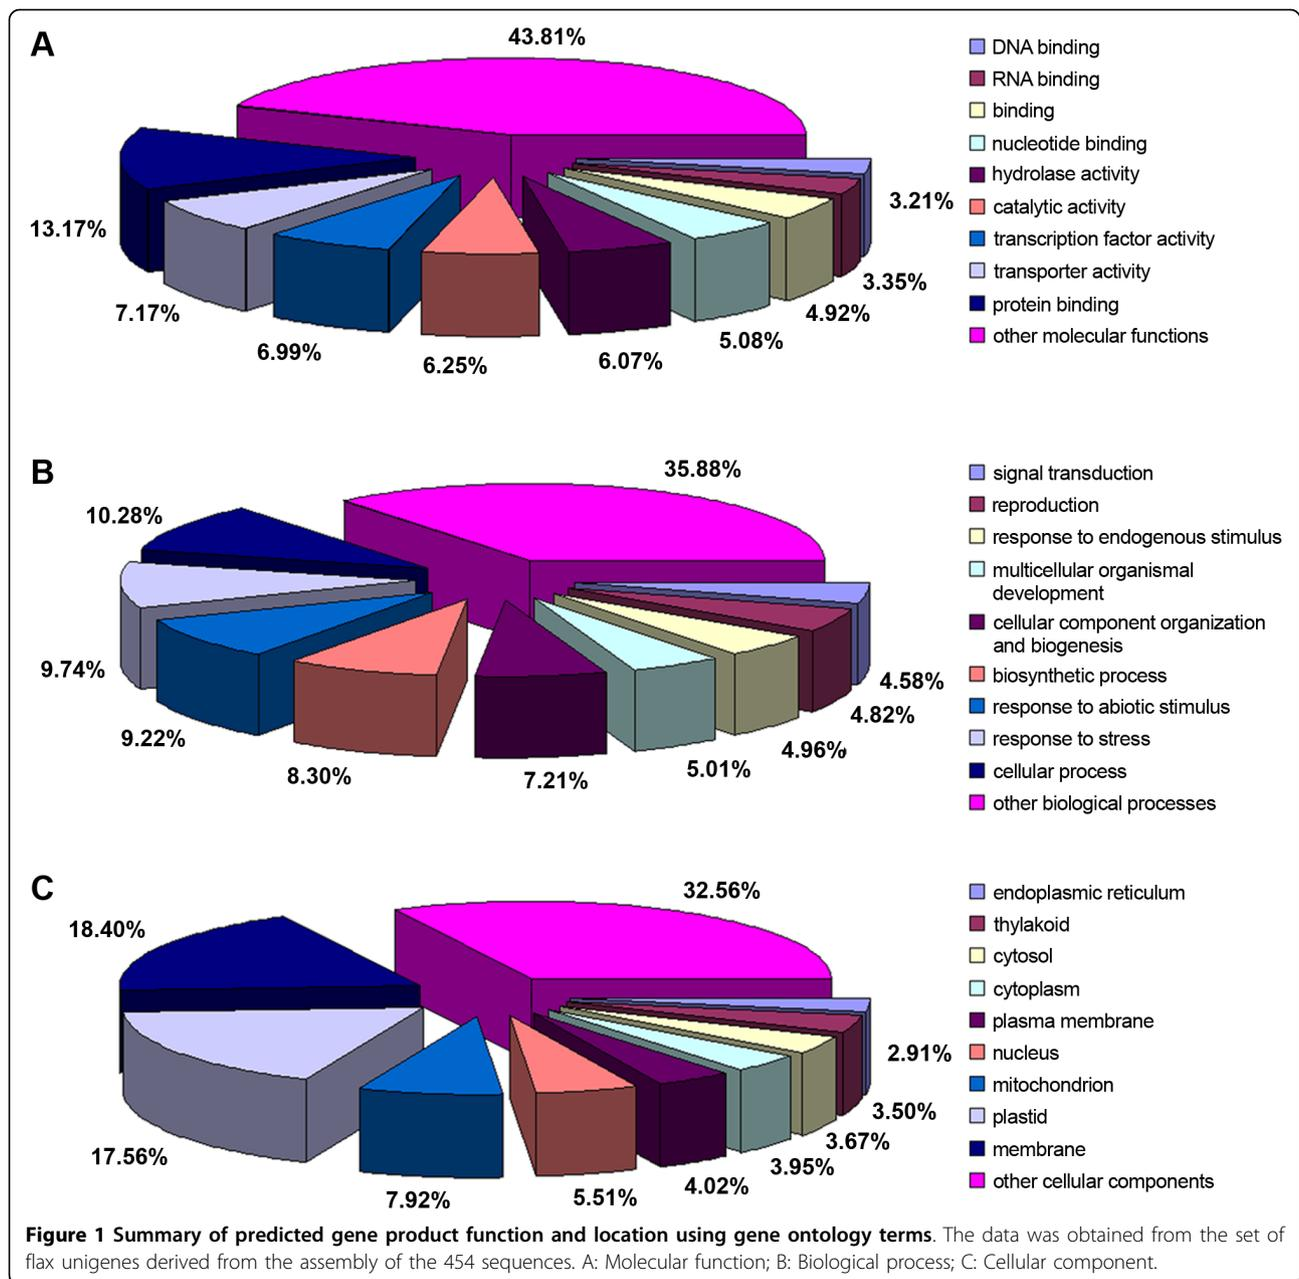 A
43.81%
13.17%
7.17%
6.99%
6.25%
6.07%
5.08%
4.92%
3.35%
3.21%
DNA binding
RNA binding
binding
nucleotide binding
hydrolase activity
catalytic activity
transcription factor activity
transporter activity
protein binding
other molecular functions
B
35.88%
10.28%
9.74%
9.22%
8.30%
7.21%
5.01%
4.96%
4.82%
4.58%
signal transduction
reproduction
response to endogenous stimulus
multicellular organismal
development
cellular component organization
and biogenesis
biosynthetic process
response to abiotic stimulus
response to stress
cellular process
other biological processes
C
32.56%
18.40%
17.56%
7.92%
5.51%
4.02%
3.95%
3.67%
3.50%
2.91%
endoplasmic reticulum
thylakoid
cytosol
cytoplasm
plasma membrane
nucleus
mitochondrion
plastid
membrane
other cellular components
Figure 1 Summary of predicted gene product function and location using gene ontology terms. The data was obtained from the set of
flax unigenes derived from the assembly of the 454 sequences. A: Molecular function; B: Biological process; C: Cellular component.